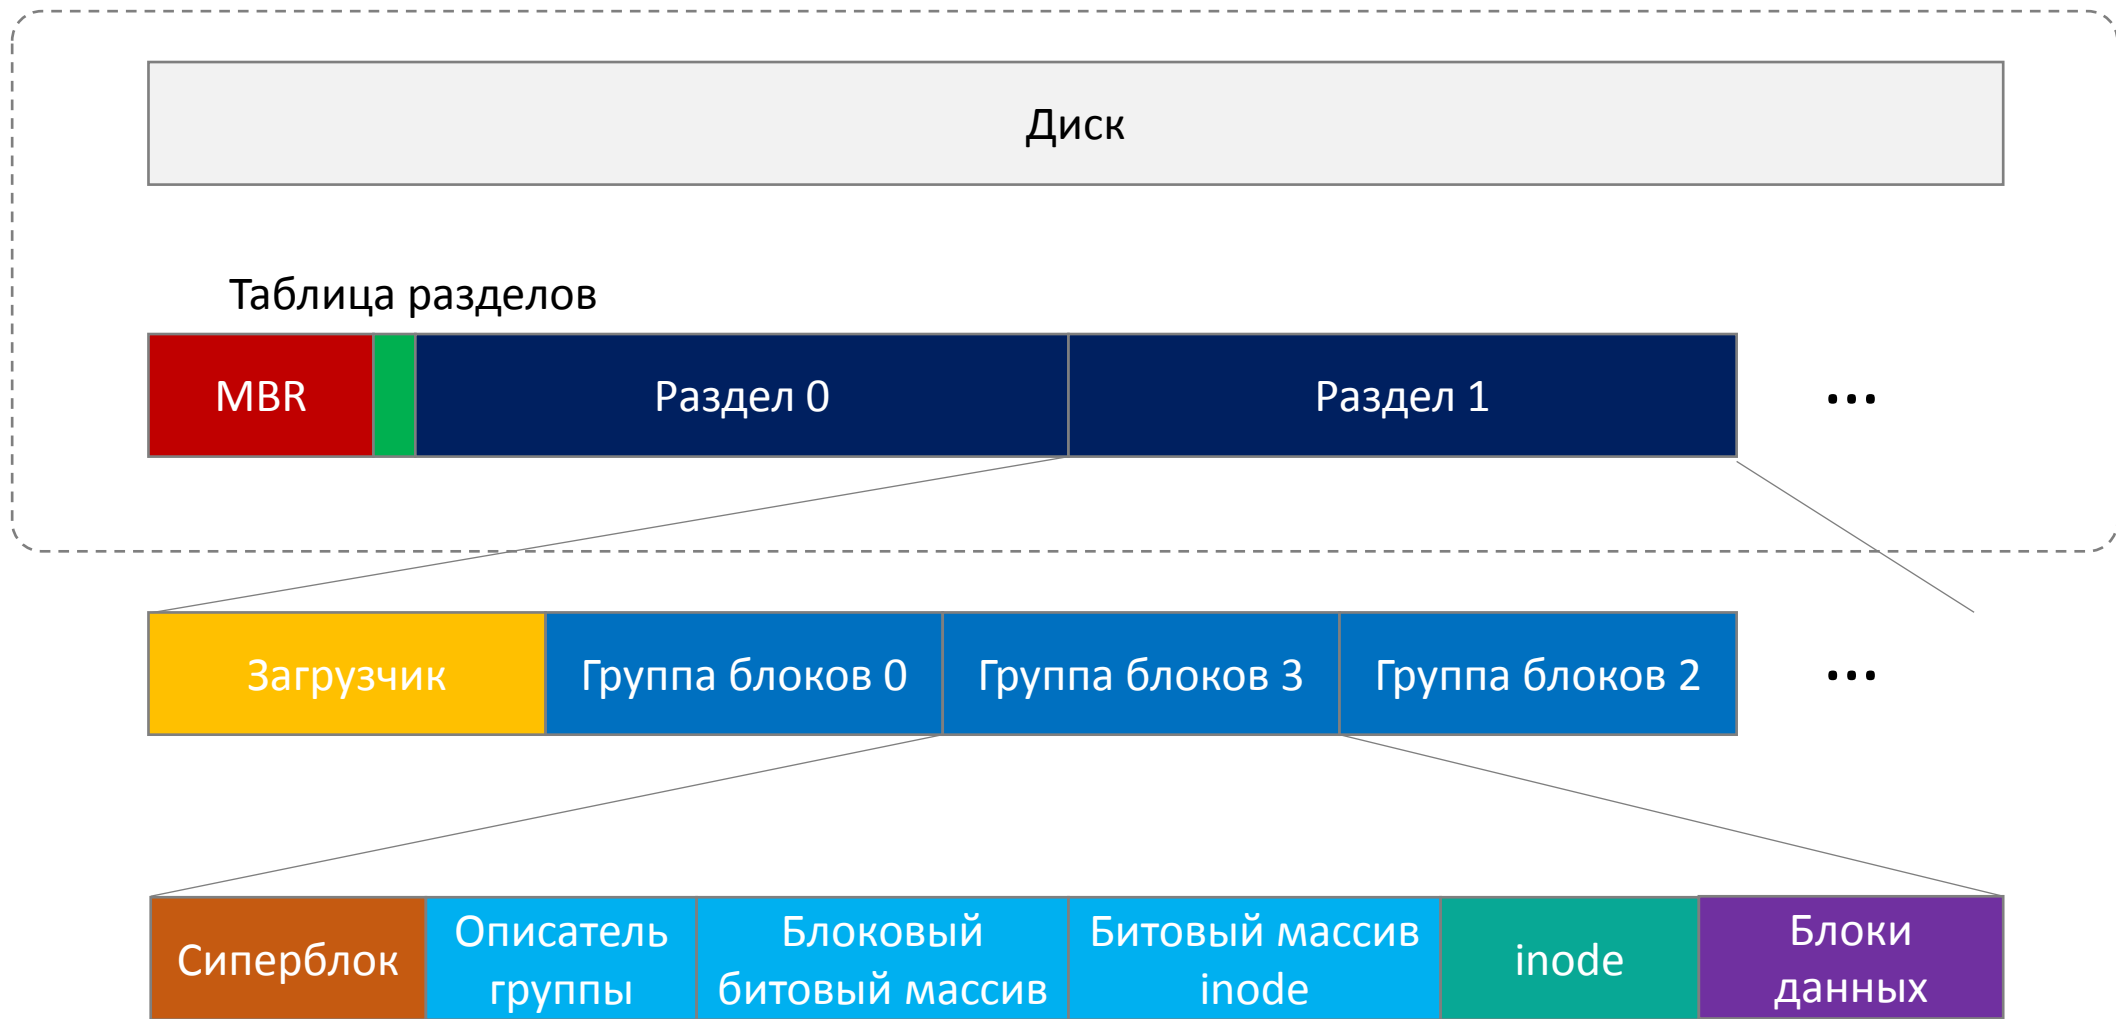 Диск
Таблица разделов
MBR
Раздел 0
Раздел 1
...
Загрузчик
Группа блоков 0
Группа блоков 3
Группа блоков 2
...
Сиперблок
Описатель
группы
Блоковый
битовый массив
Битовый массив
inode
inode
Блоки
данных